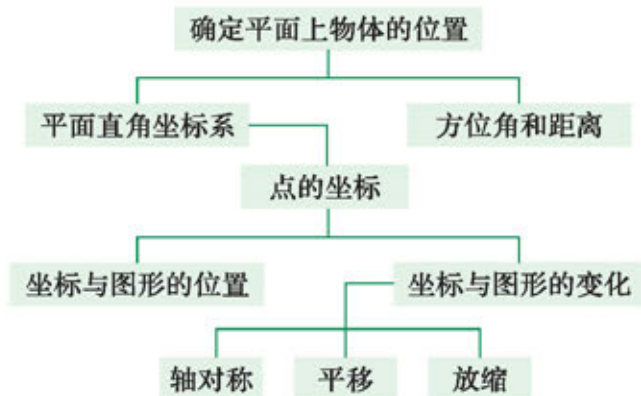 确定平面上物体的位置
平面直角坐标系 方位角和距离
点的坐标
坐标与图形的位置 坐标与图形的变化
轴对称 平移 放缩